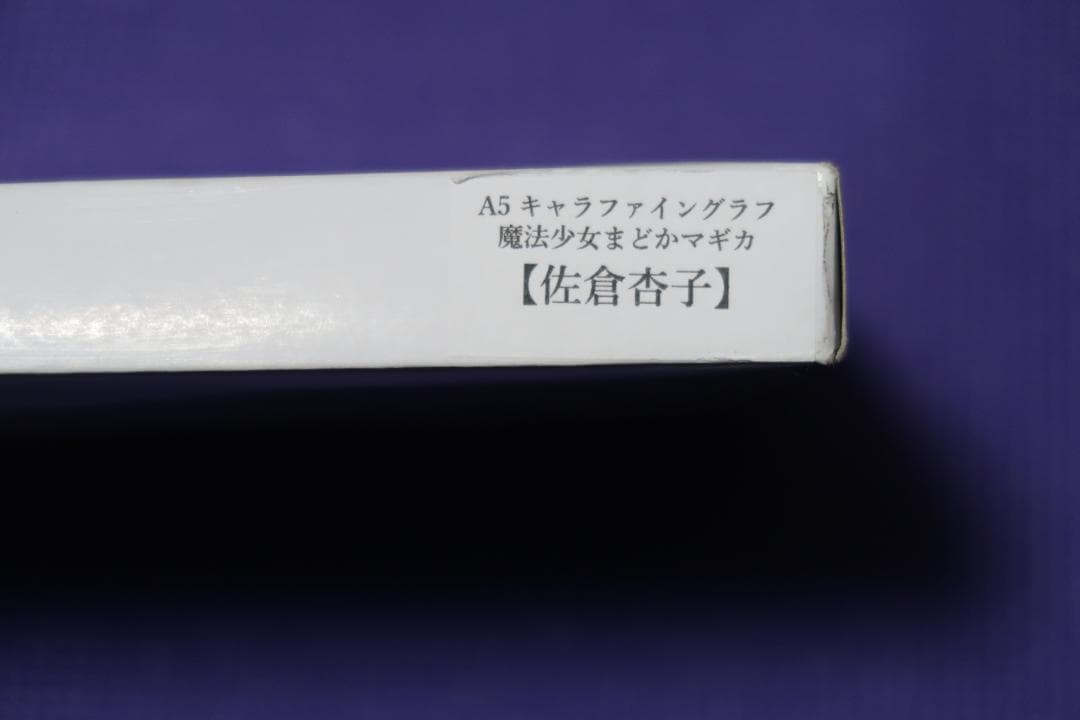 A5 キャラファイングラフ
魔法少女まどかマギカ
【佐倉杏子】